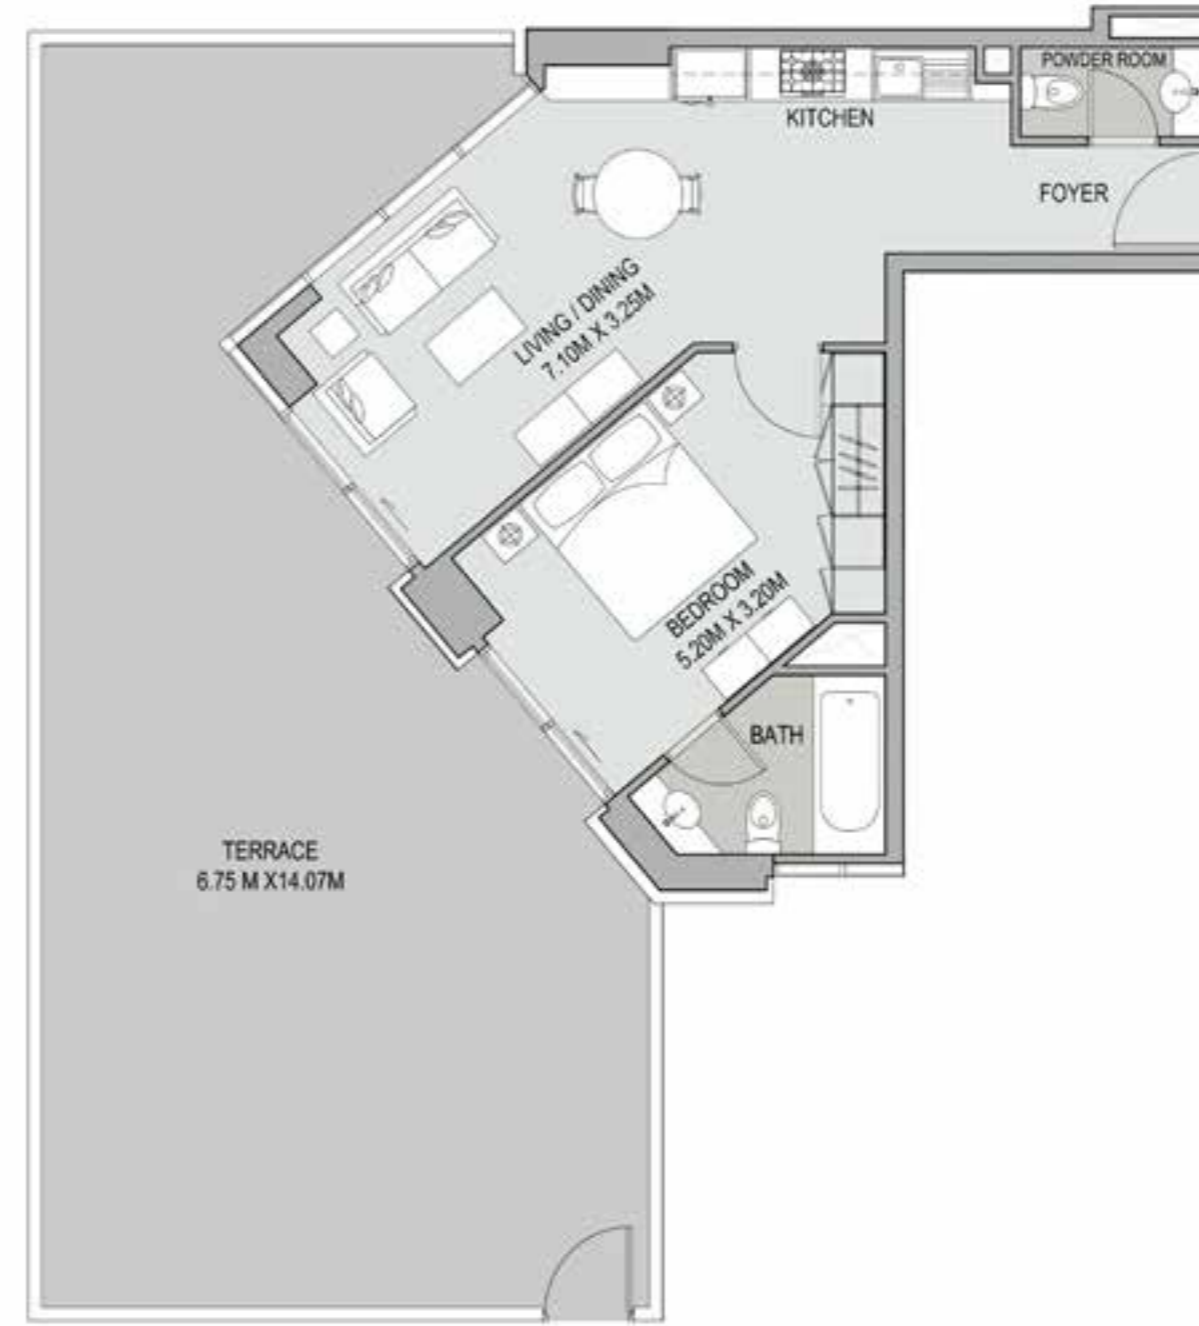 POWDER ROOM
KITCHEN
FOYER
LIVING / DINING
7.10M X 3.25M
BEDROOM
5.20M X 3.20M
BATH
TERRACE
6.75 M X14.07M